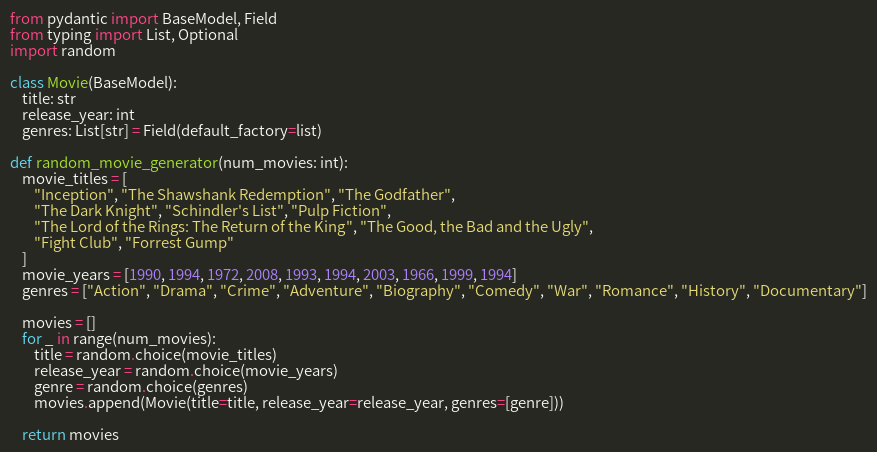 from pydantic import BaseModel, Field
from typing import List, Optional
import random

class Movie(BaseModel):
    title: str
    release_year: int
    genres: List[str] = Field(default_factory=list)

def random_movie_generator(num_movies: int):
    movie_titles = [
        "Inception", "The Shawshank Redemption", "The Godfather",
        "The Dark Knight", "Schindler's List", "Pulp Fiction",
        "The Lord of the Rings: The Return of the King", "The Good, the Bad and the Ugly",
        "Fight Club", "Forrest Gump"
    ]
    movie_years = [1990, 1994, 1972, 2008, 1993, 1994, 2003, 1966, 1999, 1994]
    genres = ["Action", "Drama", "Crime", "Adventure", "Biography", "Comedy", "War", "Romance", "History", "Documentary"]

    movies = []
    for _ in range(num_movies):
        title = random.choice(movie_titles)
        release_year = random.choice(movie_years)
        genre = random.choice(genres)
        movies.append(Movie(title=title, release_year=release_year, genres=[genre]))

    return movies